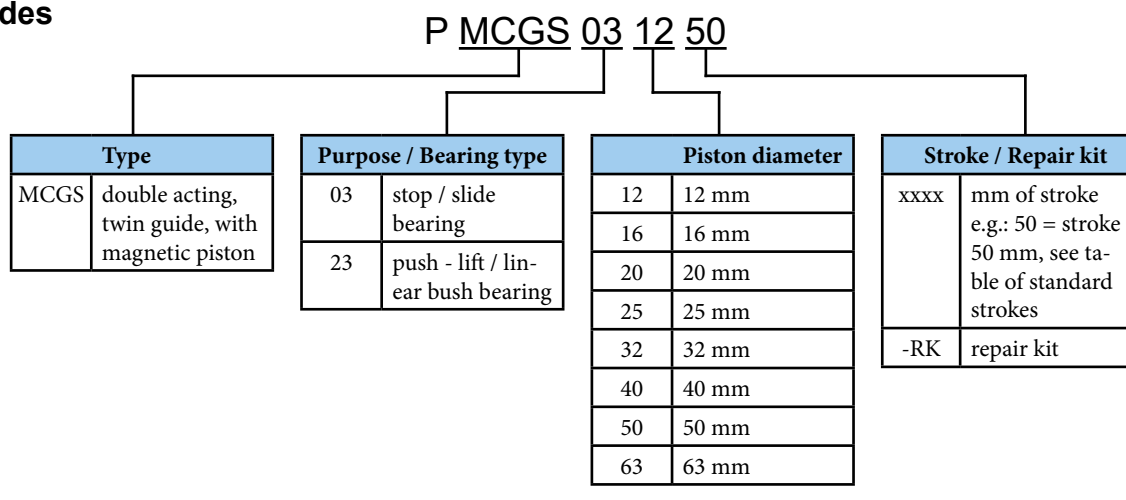 des
P MCGS 03 12 50
Type
MCGS double acting,
twin guide, with
magnetic piston
Purpose / Bearing type
03 stop / slide
bearing
23 push - lift / lin-
ear bush bearing
Piston diameter
12 12 mm
16 16 mm
20 20 mm
25 25 mm
32 32 mm
40 40 mm
50 50 mm
63 63 mm
Stroke / Repair kit
xxxx mm of stroke
e.g.: 50 = stroke
50 mm, see ta-
ble of standard
strokes
-RK repair kit